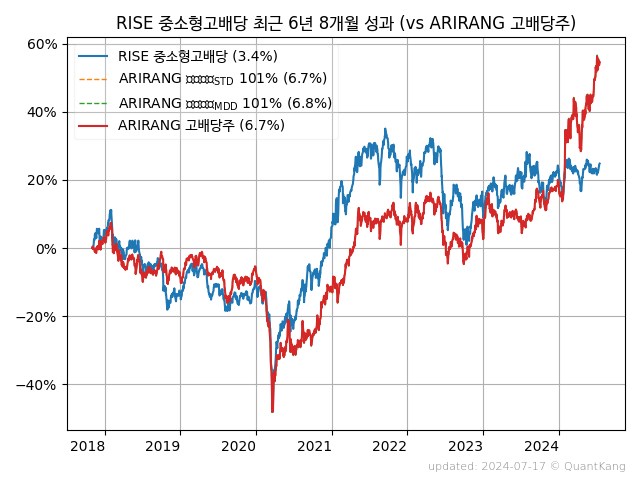 RISE 중소형고배당 최근 6년 8개월 성과 (vs ARIRANG 고배당주)
RISE 중소형고배당 (3.4%)
ARIRANG STD 101% (6.7%)
ARIRANG MDD 101% (6.8%)
ARIRANG 고배당주 (6.7%)
60%
40%
20%
0%
−20%
−40%
2018 2019 2020 2021 2022 2023 2024
updated: 2024-07-17 © QuantKang